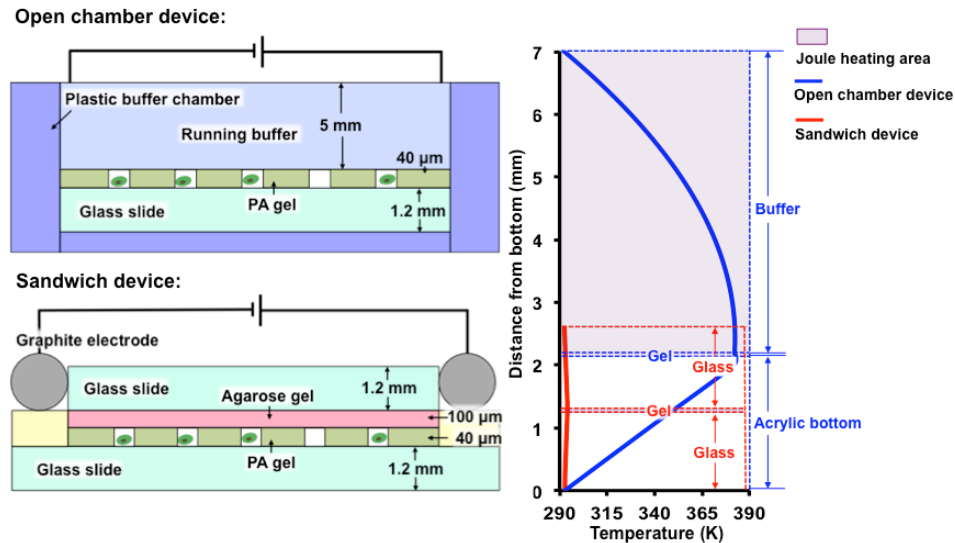 Open chamber device:
Plastic buffer chamber
Running buffer
5 mm
40 µm
PA gel
Glass slide
1.2 mm
Sandwich device:
Graphite electrode
Glass slide
1.2 mm
Agarose gel
100 µm
40 µm
PA gel
Glass slide
1.2 mm
Distance from bottom (mm)
7
6
5
4
3
2
1
0
290 315 340 365 390
Temperature (K)
Gel
Glass
Gel
Glass
Buffer
Acrylic bottom
Joule heating area
Open chamber device
Sandwich device